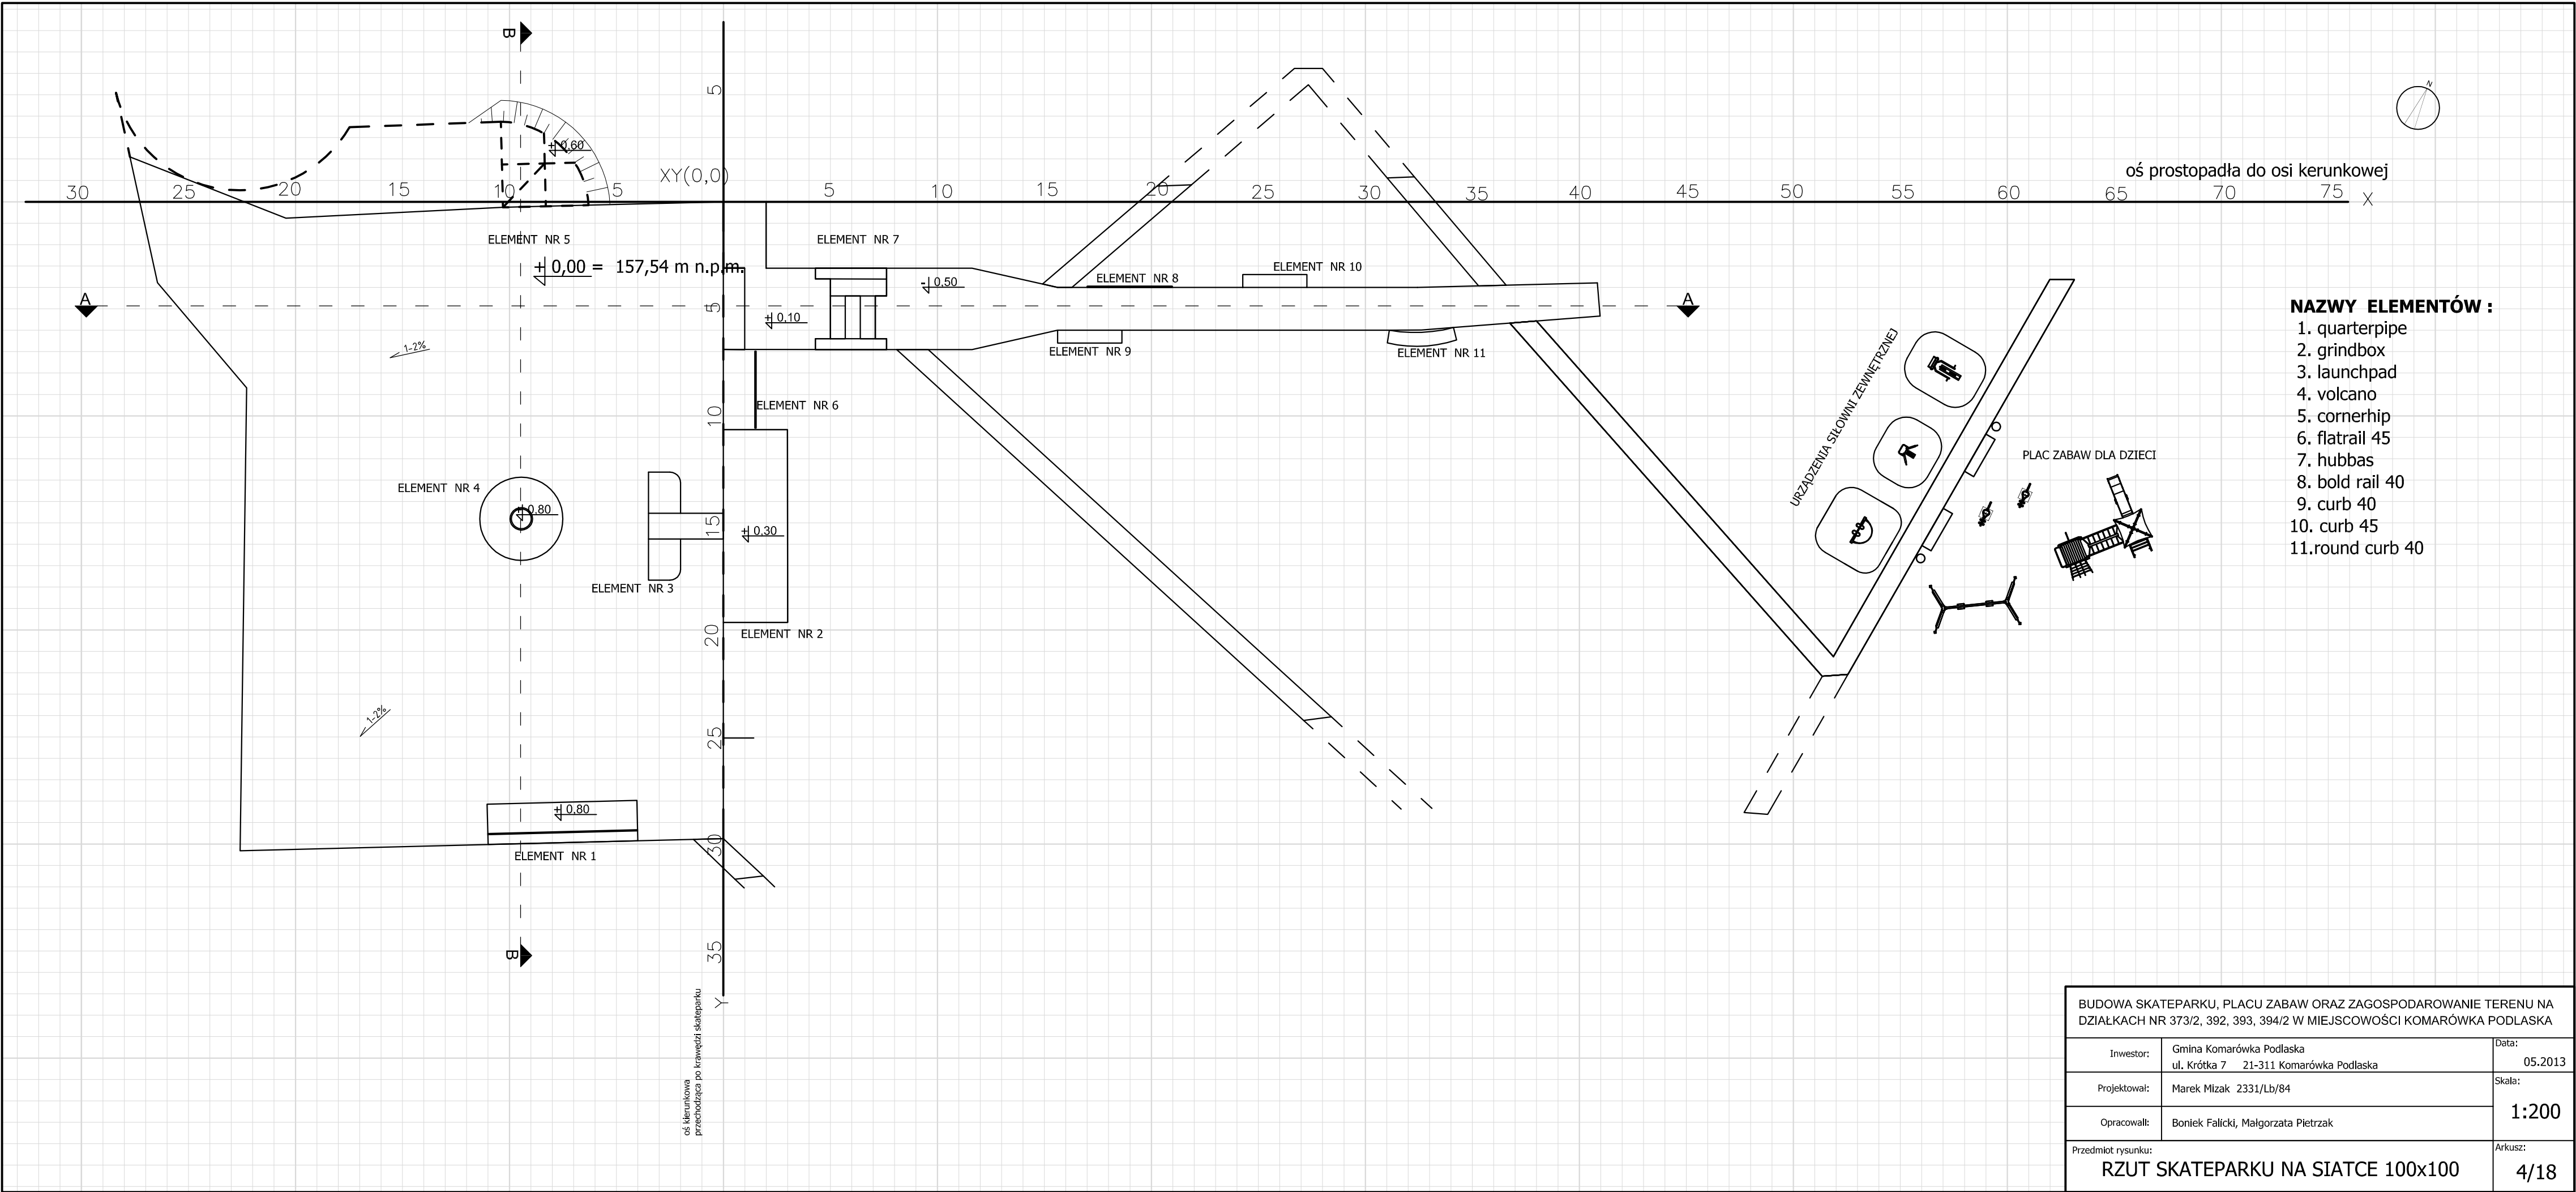 B
5
+ 0,60
XY(0,0)
N
oś prostopadła do osi kerunkowej
30 25 20 15 10 5 5 10 15 20 25 30 35 40 45 50 55 60 65 70 75 X
ELEMENT NR 5
ELEMENT NR 7
+ 0,00 = 157,54 m n.p.m.
ELEMENT NR 8
ELEMENT NR 10
- 0,50
A
5
+ 0,10
A
1-2%
ELEMENT NR 9
ELEMENT NR 11
URZĄDZENIA SIŁOWNI ZEWNĘTRZNEJ
NAZWY ELEMENTÓW :
1. quarterpipe
2. grindbox
3. launchpad
4. volcano
5. cornerhip
6. flatrail 45
7. hubbas
8. bold rail 40
9. curb 40
10. curb 45
11.round curb 40
10
ELEMENT NR 6
PLAC ZABAW DLA DZIECI
ELEMENT NR 4
+ 0,80
15
+ 0,30
ELEMENT NR 3
20
ELEMENT NR 2
1-2%
25
+ 0,80
30
ELEMENT NR 1
B
35
Y
oś kierunkowa
przechodząca po krawędzi skateparku
BUDOWA SKATEPARKU, PLACU ZABAW ORAZ ZAGOSPODAROWANIE TERENU NA
DZIAŁKACH NR 373/2, 392, 393, 394/2 W MIEJSCOWOŚCI KOMARÓWKA PODLASKA
Inwestor:
Gmina Komarówka Podlaska
ul. Krótka 7 21-311 Komarówka Podlaska
Data:
05.2013
Projektował:
Marek Mizak 2331/Lb/84
Skala:
1:200
Opracowali:
Boniek Falicki, Małgorzata Pietrzak
Przedmiot rysunku:
RZUT SKATEPARKU NA SIATCE 100x100
Arkusz:
4/18